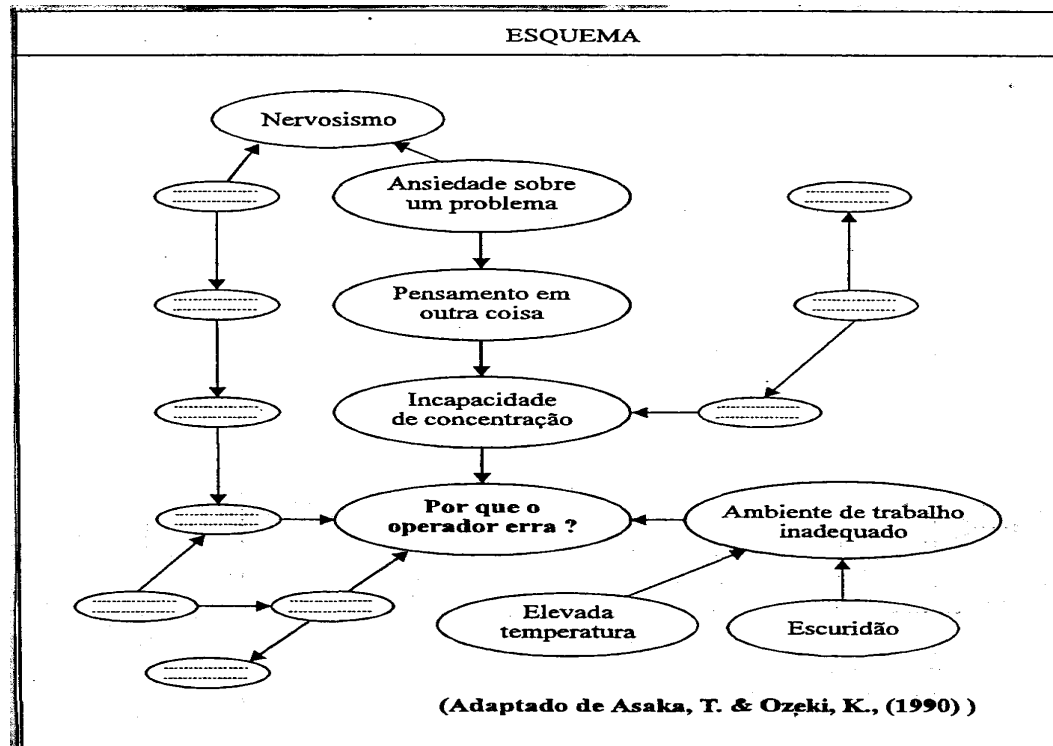 ESQUEMA
Nervosismo
Ansiedade sobre
um problema
Pensamento em
outra coisa
Incapacidade
de concentração
Por que o
operador erra ?
Ambiente de trabalho
inadequado
Elevada
temperatura
Escuridão
(Adaptado de Asaka, T. & Ozeki, K., (1990) )